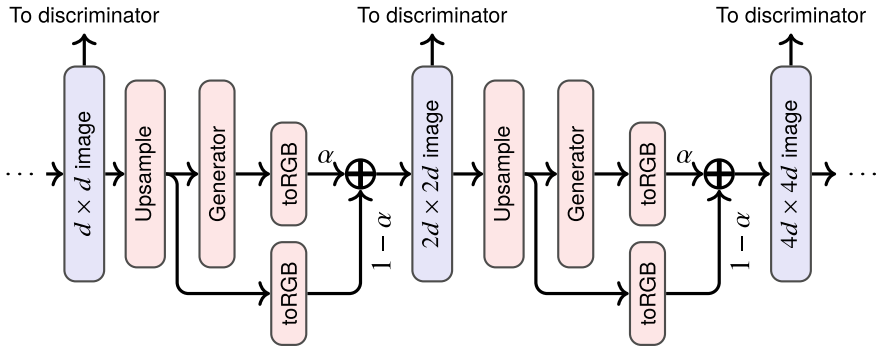 To discriminator
To discriminator
To discriminator
⋯
d × d image
Upsample
Generator
toRGB
α
toRGB
1 − α
2d × 2d image
Upsample
Generator
toRGB
α
toRGB
1 − α
4d × 4d image
⋯